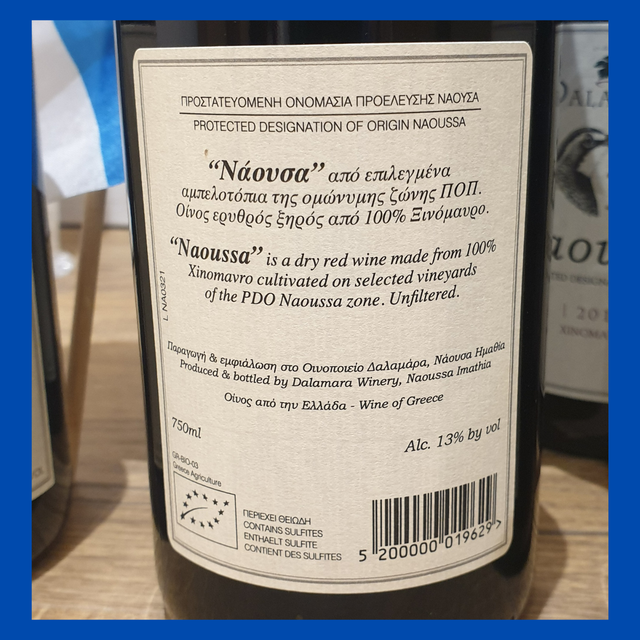 ΠΡΟΣΤΑΤΕΥΟΜΕΝΗ ΟΝΟΜΑΣΙΑ ΠΡΟΕΛΕΥΣΗΣ ΝΑΟΥΣΑ
PROTECTED DESIGNATION OF ORIGIN NAOUSSA
“Νάουσα” από επιλεγμένα
αμπελοτόπια της ομώνυμης ζώνης ΠΟΠ.
Οίνος ερυθρός ξηρός από 100% Ξινόμαυρο.
“Naoussa” is a dry red wine made from 100%
Xinomavro cultivated on selected vineyards
of the PDO Naoussa zone. Unfiltered.
L NA0321
Παραγωγή & εμφιάλωση στο Οινοποιείο Δαλαμάρα, Νάουσα Ημαθία
Produced & bottled by Dalamara Winery, Naoussa Imathia
Οίνος από την Ελλάδα - Wine of Greece
750ml
Alc. 13% by vol
GR-BIO-03
Greece Agriculture
ΠΕΡΙΕΧΕΙ ΘΕΙΩΔΗ
CONTAINS SULFITES
ENTHAELT SULFITE
CONTIENT DES SULFITES
5 200000 019629 >